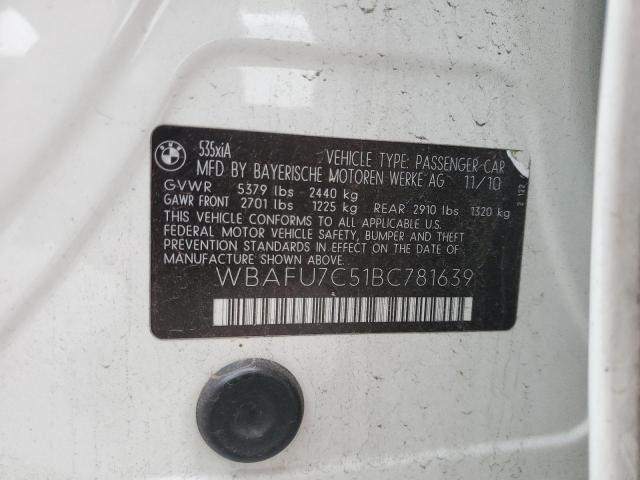 BMW
535xiA
VEHICLE TYPE: PASSENGER CAR
MFD BY BAYERISCHE MOTOREN WERKE AG 11/10
GVWR 5379 lbs 2440 kg
GAWR FRONT 2701 lbs 1225 kg REAR 2910 lbs 1320 kg
THIS VEHICLE CONFORMS TO ALL APPLICABLE U.S.
FEDERAL MOTOR VEHICLE SAFETY, BUMPER AND THEFT
PREVENTION STANDARDS IN EFFECT ON THE DATE OF
MANUFACTURE SHOWN ABOVE.
WBAFU7C51BC781639